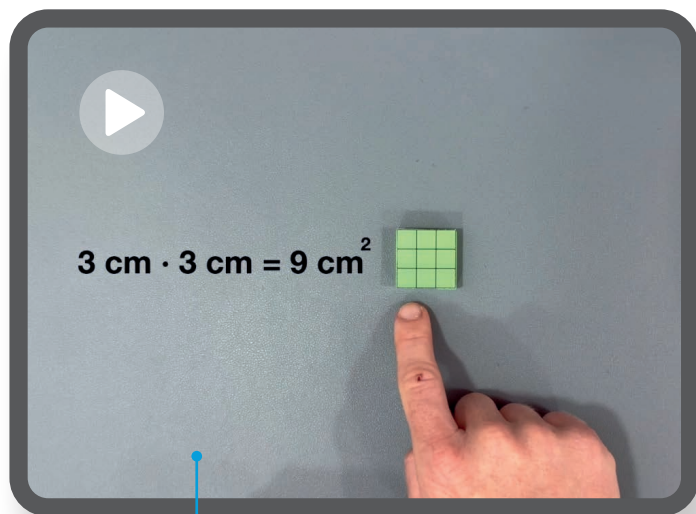 3 cm · 3 cm = 9 cm²